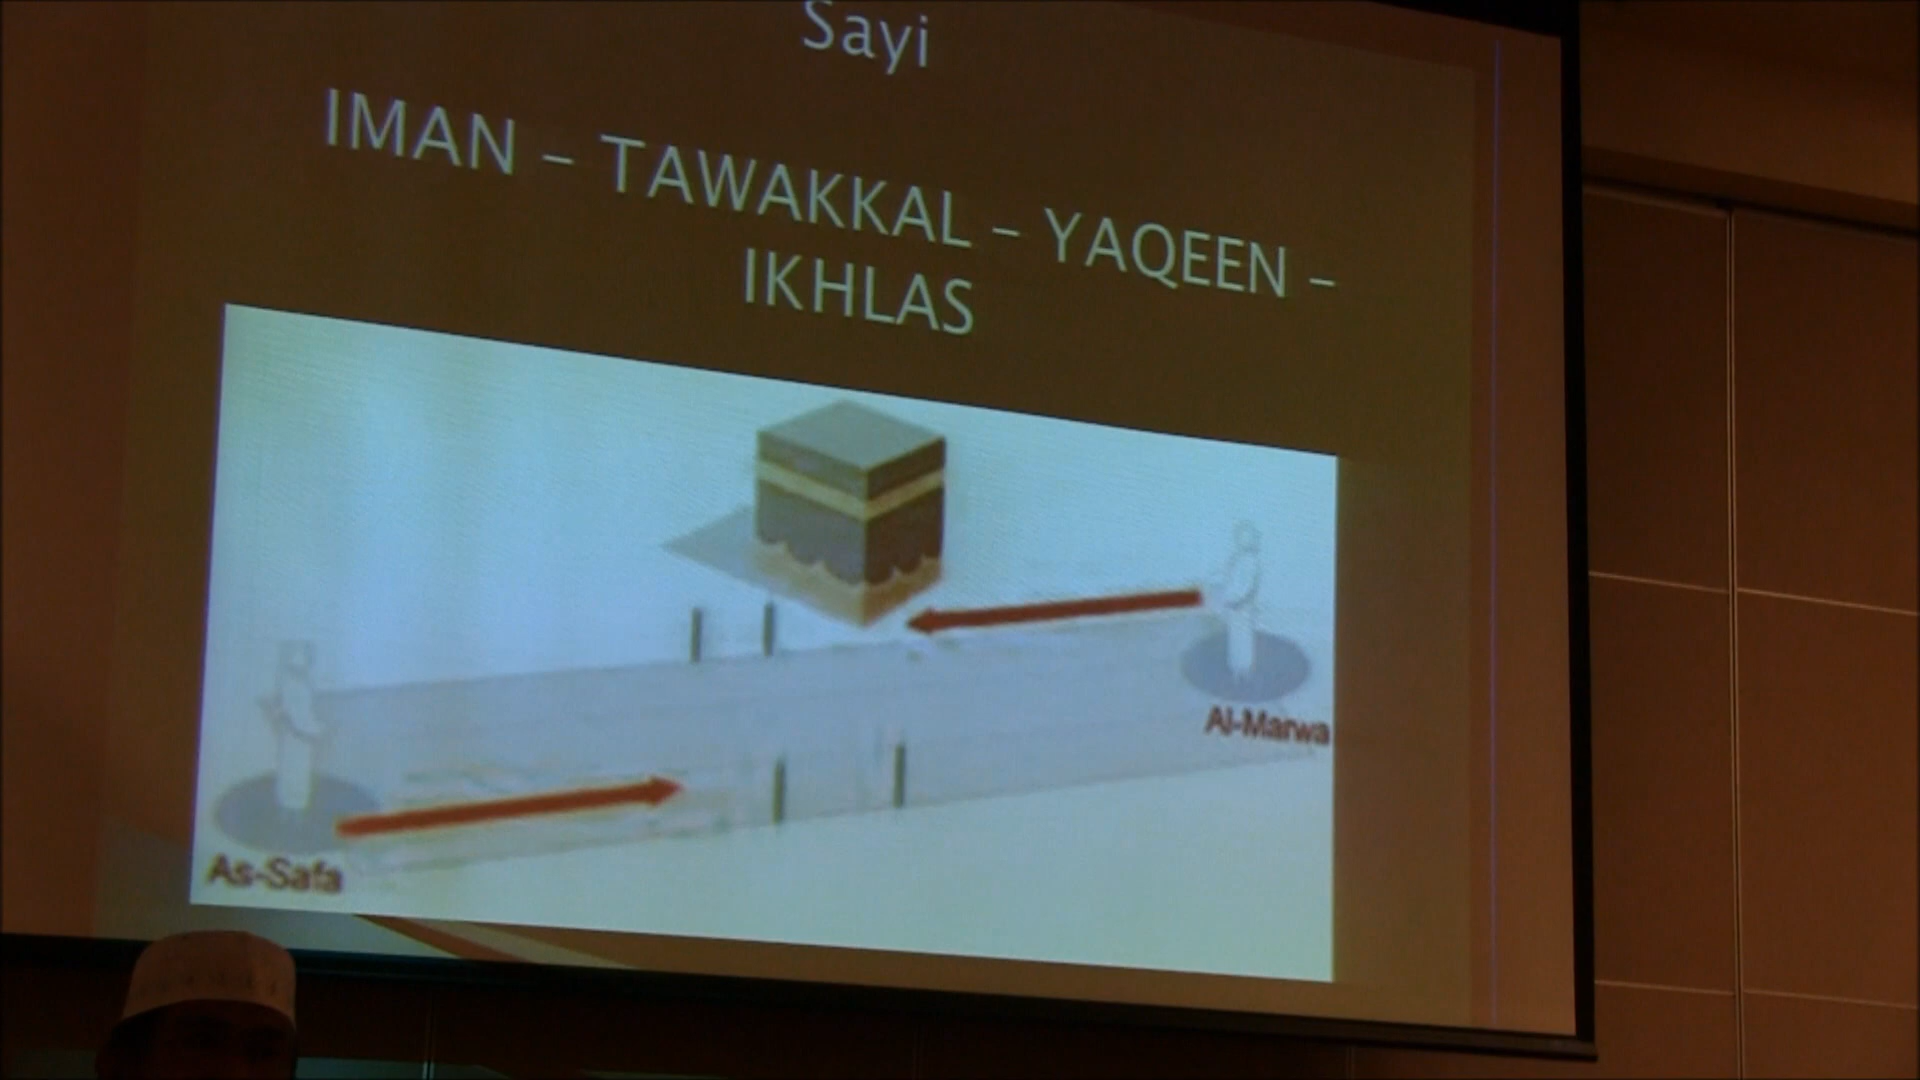 Sayi
IMAN – TAWAKKAL – YAQEEN –
IKHLAS
Al-Marwa
As-Safa